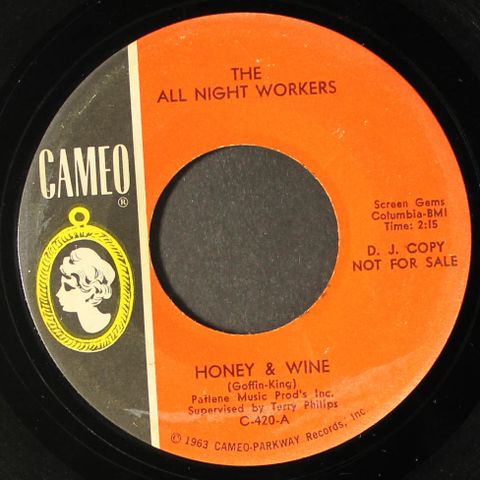 THE
ALL NIGHT WORKERS
CAMEO
®
Screen Gems
Columbia-BMI
Time: 2:15
D. J. COPY
NOT FOR SALE
HONEY & WINE
(Goffin-King)
Patlene Music Prod's Inc.
Supervised by Terry Philips
C-420-A
© 1963 CAMEO-PARKWAY Records, Inc.